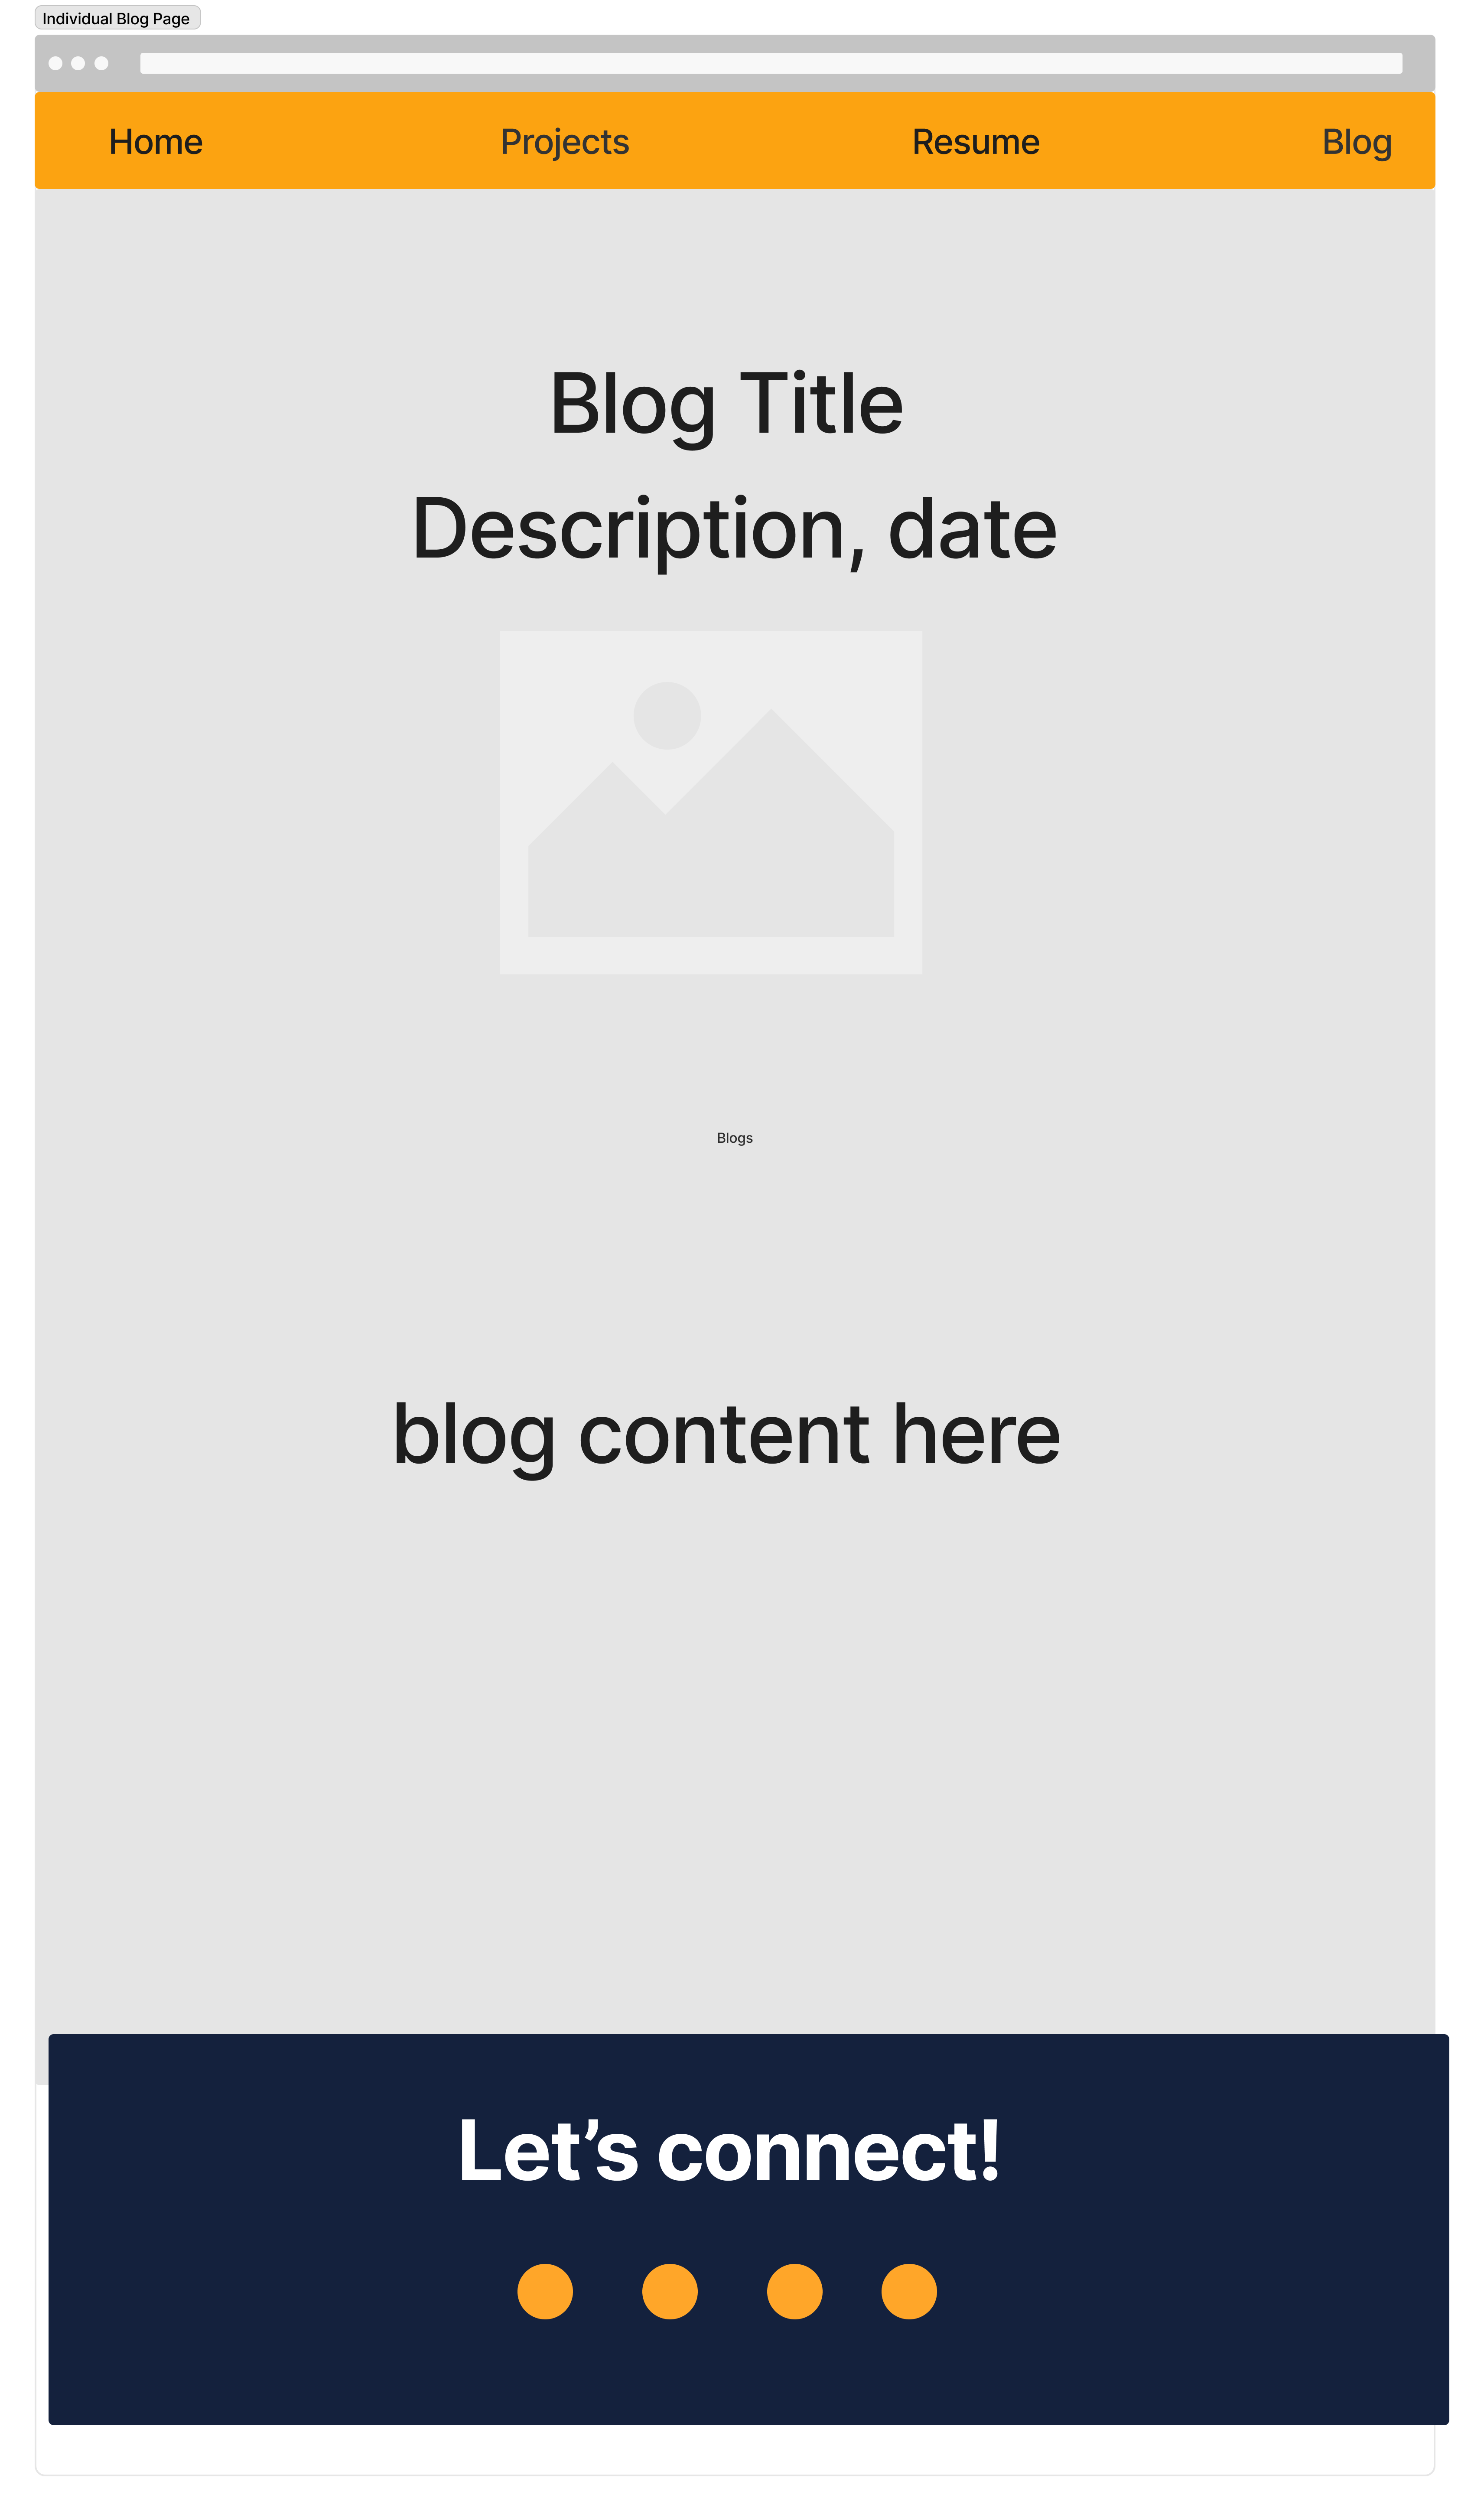 Individual Blog Page
Home Projects Resume Blog
Blog Title
Description, date
Blogs
blog content here
Let’s connect!